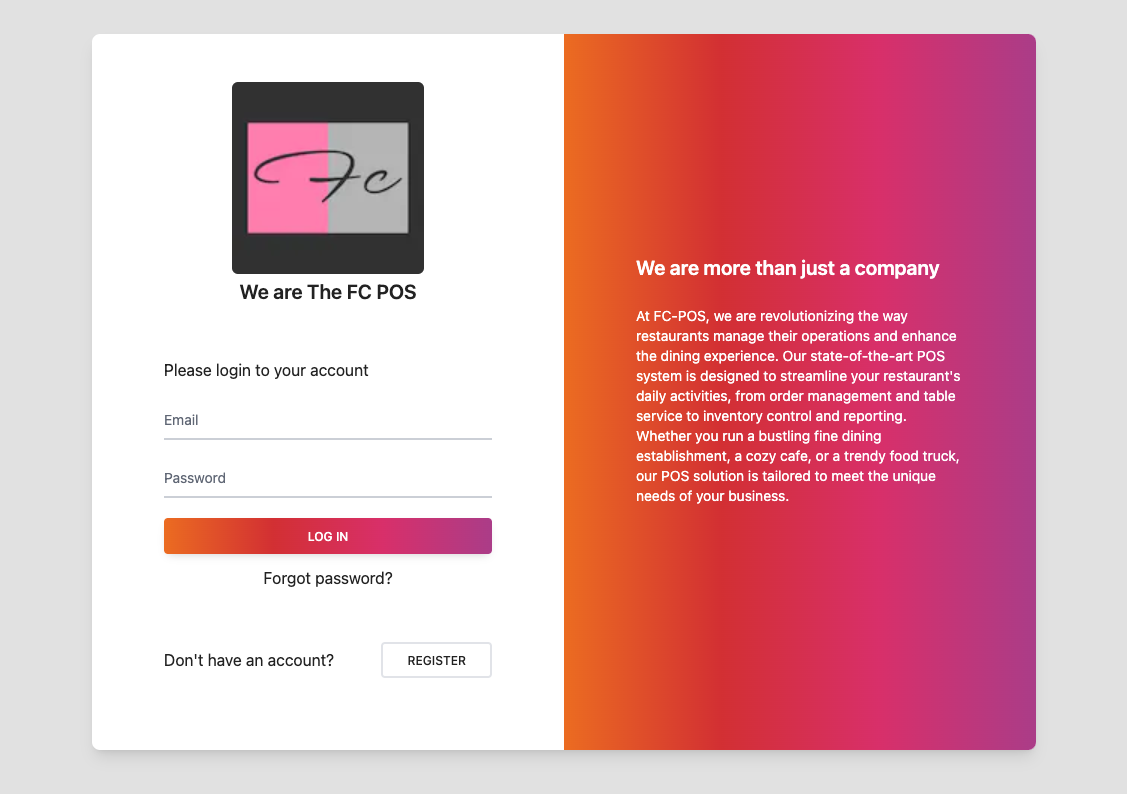 Fc
We are The FC POS
Please login to your account
Email
Password
LOG IN
Forgot password?
Don't have an account?
REGISTER
We are more than just a company
At FC-POS, we are revolutionizing the way
restaurants manage their operations and enhance
the dining experience. Our state-of-the-art POS
system is designed to streamline your restaurant's
daily activities, from order management and table
service to inventory control and reporting.
Whether you run a bustling fine dining
establishment, a cozy cafe, or a trendy food truck,
our POS solution is tailored to meet the unique
needs of your business.